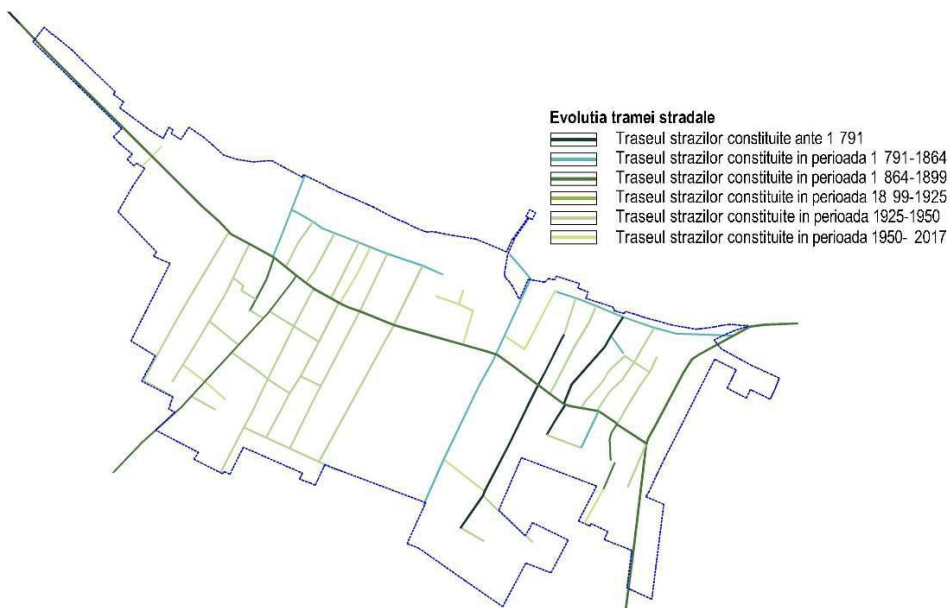 Evolutia tramei stradale
Traseul strazilor constituite ante 1 791
Traseul strazilor constituite in perioada 1 791-1864
Traseul strazilor constituite in perioada 1 864-1899
Traseul strazilor constituite in perioada 18 99-1925
Traseul strazilor constituite in perioada 1925-1950
Traseul strazilor constituite in perioada 1950- 2017